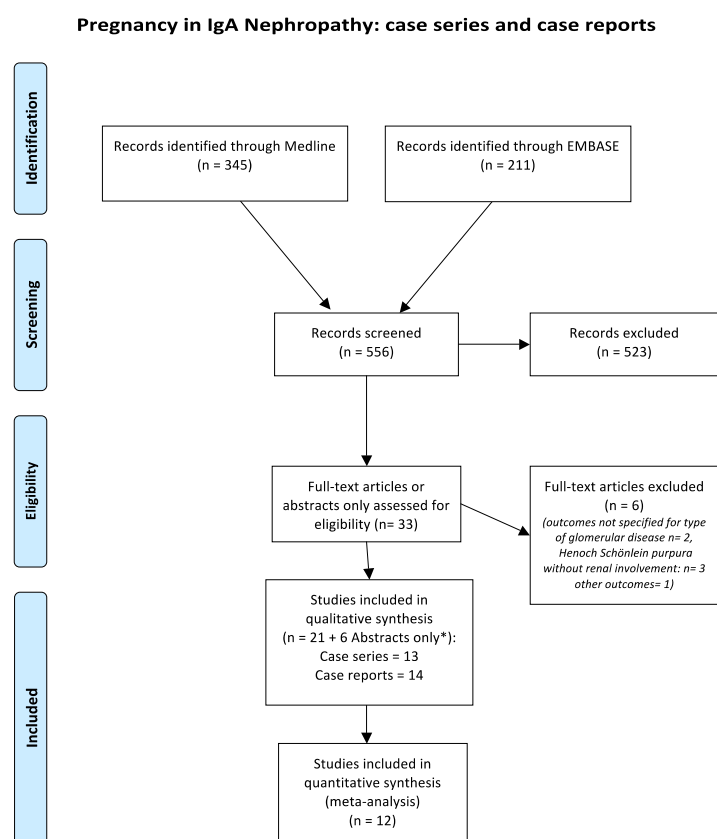 Pregnancy in IgA Nephropathy: case series and case reports
Identification
Records identified through Medline
(n = 345)
Records identified through EMBASE
(n = 211)
Screening
Records screened
(n = 556)
Records excluded
(n = 523)
Eligibility
Full-text articles or
abstracts only assessed for
eligibility (n= 33)
Full-text articles excluded
(n = 6)
(outcomes not specified for type
of glomerular disease n= 2,
Henoch Schönlein purpura
without renal involvement: n= 3
other outcomes= 1)
Included
Studies included in
qualitative synthesis
(n = 21 + 6 Abstracts only*):
Case series = 13
Case reports = 14
Studies included in
quantitative synthesis
(meta-analysis)
(n = 12)